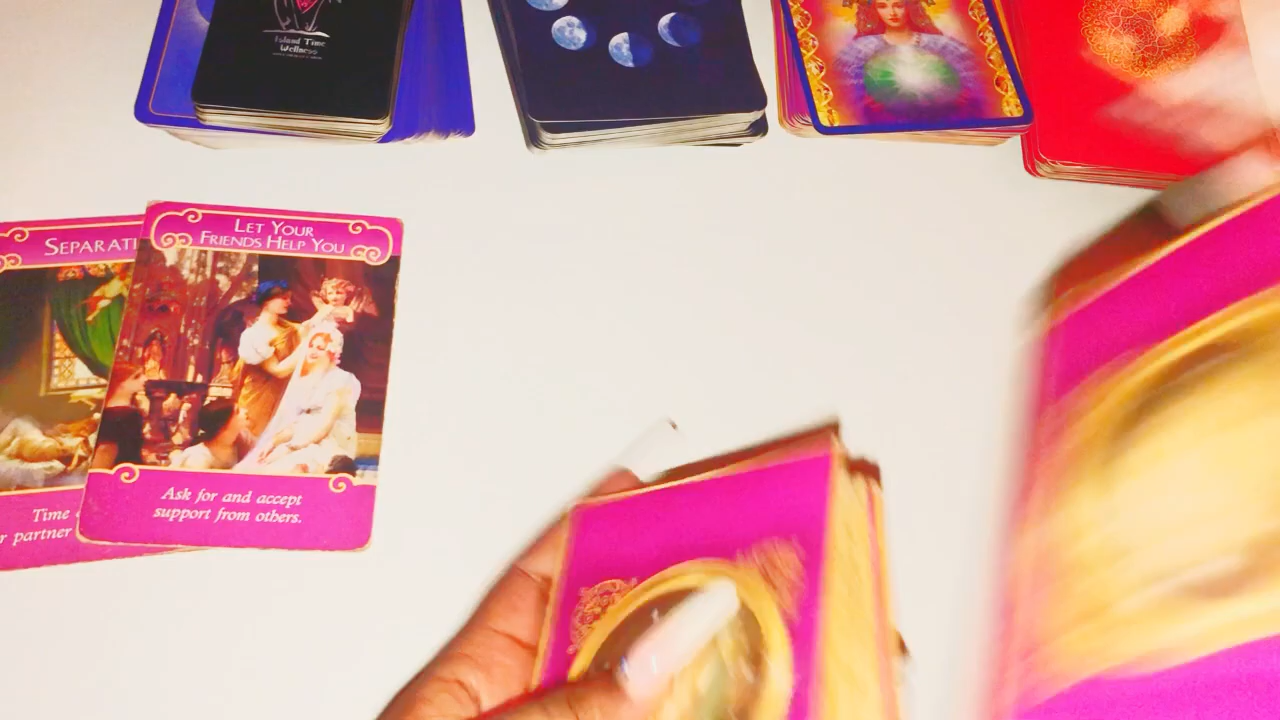 Island Time
Wellness
SEPARATI
LET YOUR
FRIENDS HELP YOU
Ask for and accept
support from others.
Time
r partner